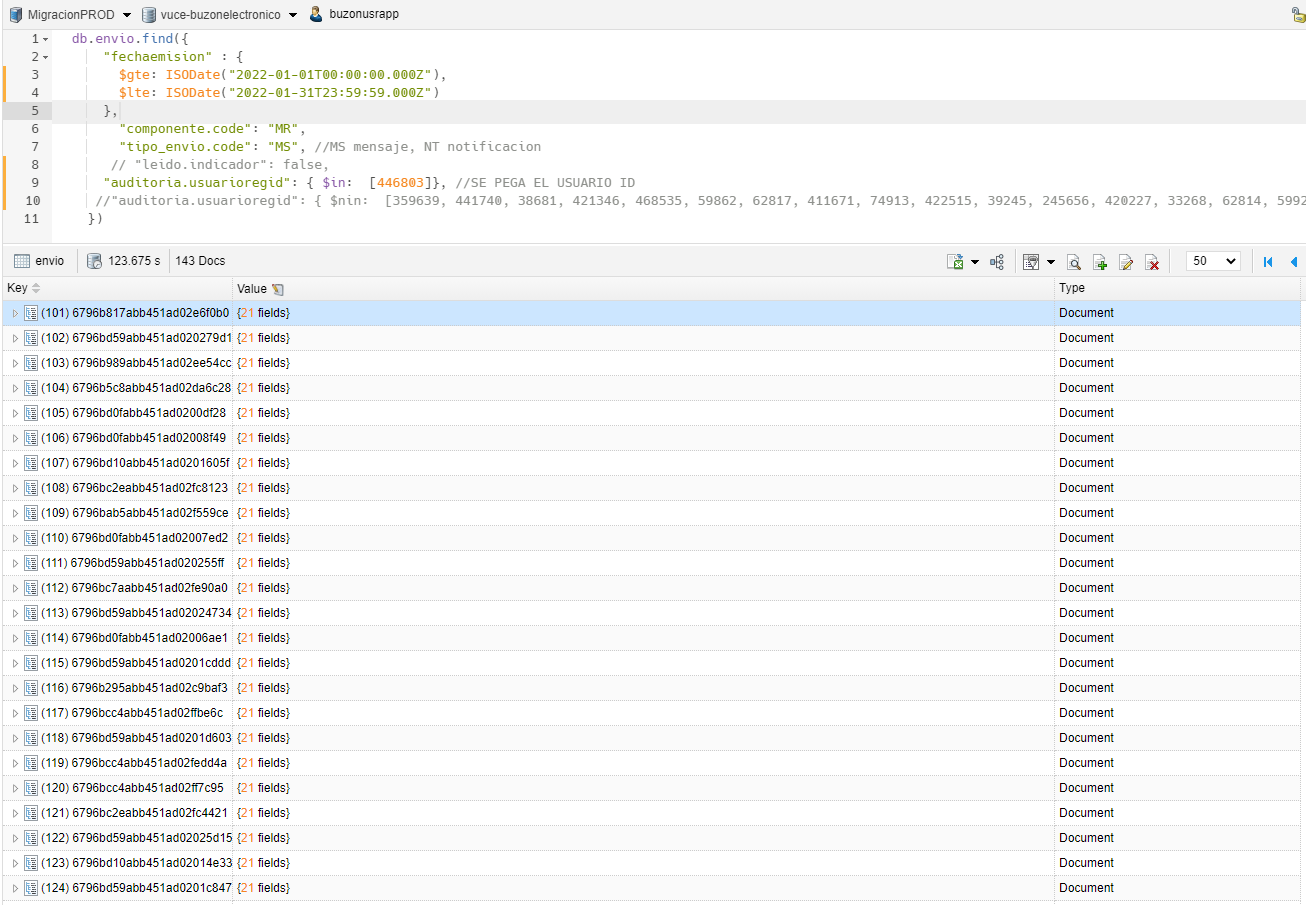 MigracionPROD vuce-buzonelectronico buzonusrapp
1 db.envio.find({
2 "fechaemision" : {
3 $gte: ISODate("2022-01-01T00:00:00.000Z"),
4 $lte: ISODate("2022-01-31T23:59:59.000Z")
5 },
6 "componente.code": "MR",
7 "tipo_envio.code": "MS", //MS mensaje, NT notificacion
8 // "leido.indicador": false,
9 "auditoria.usuarioregid": { $in: [446803]}, //SE PEGA EL USUARIO ID
10 //"auditoria.usuarioregid": { $nin: [359639, 441740, 38681, 421346, 468535, 59862, 62817, 411671, 74913, 422515, 39245, 245656, 420227, 33268, 62814, 5992
11 })
envio 123.675 s 143 Docs 50
Key Value Type
(101) 6796b817abb451ad02e6f0b0 {21 fields} Document
(102) 6796bd59abb451ad020279d1 {21 fields} Document
(103) 6796b989abb451ad02ee54cc {21 fields} Document
(104) 6796b5c8abb451ad02da6c28 {21 fields} Document
(105) 6796bd0fabb451ad0200df28 {21 fields} Document
(106) 6796bd0fabb451ad02008f49 {21 fields} Document
(107) 6796bd10abb451ad0201605f {21 fields} Document
(108) 6796bc2eabb451ad02fc8123 {21 fields} Document
(109) 6796bab5abb451ad02f559ce {21 fields} Document
(110) 6796bd0fabb451ad02007ed2 {21 fields} Document
(111) 6796bd59abb451ad020255ff {21 fields} Document
(112) 6796bc7aabb451ad02fe90a0 {21 fields} Document
(113) 6796bd59abb451ad02024734 {21 fields} Document
(114) 6796bd0fabb451ad02006ae1 {21 fields} Document
(115) 6796bd59abb451ad0201cddd {21 fields} Document
(116) 6796b295abb451ad02c9baf3 {21 fields} Document
(117) 6796bcc4abb451ad02ffbe6c {21 fields} Document
(118) 6796bd59abb451ad0201d603 {21 fields} Document
(119) 6796bcc4abb451ad02fedd4a {21 fields} Document
(120) 6796bcc4abb451ad02ff7c95 {21 fields} Document
(121) 6796bc2eabb451ad02fc4421 {21 fields} Document
(122) 6796bd59abb451ad02025d15 {21 fields} Document
(123) 6796bd10abb451ad02014e33 {21 fields} Document
(124) 6796bd59abb451ad0201c847 {21 fields} Document